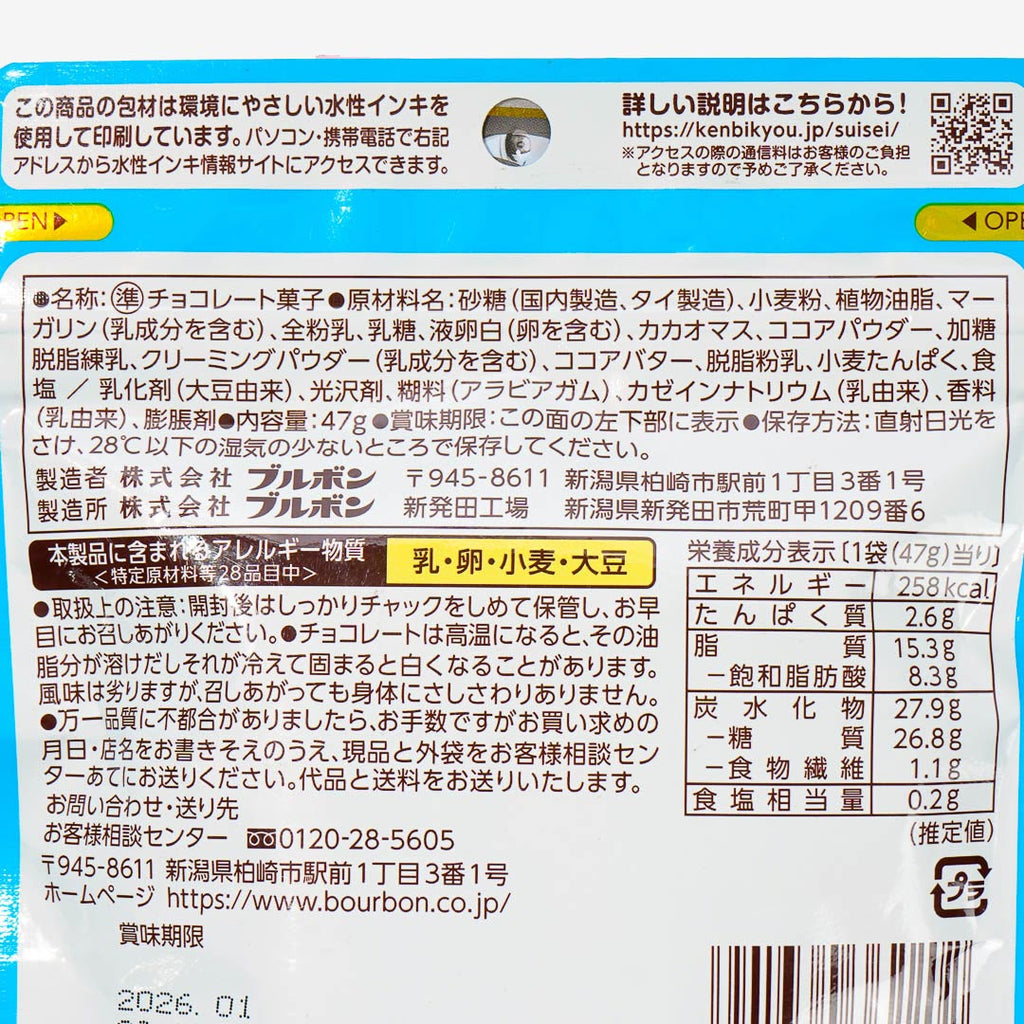 この商品の包材は環境にやさしい水性インキを
使用して印刷しています。パソコン・携帯電話で右記
アドレスから水性インキ情報サイトにアクセスできます。
詳しい説明はこちらから!
https://kenbikyou.jp/suisei/
※アクセスの際の通信料はお客様のご負担
となりますので予めご了承ください。
PEN▶
◀OPE
●名称:㊗チョコレート菓子●原材料名:砂糖(国内製造、タイ製造)、小麦粉、植物油脂、マー
ガリン(乳成分を含む)、全粉乳、乳糖、液卵白(卵を含む)、カカオマス、ココアパウダー、加糖
脱脂練乳、クリーミングパウダー(乳成分を含む)、ココアバター、脱脂粉乳、小麦たんぱく、食
塩 / 乳化剤(大豆由来)、光沢剤、糊料(アラビアガム)、カゼインナトリウム(乳由来)、香料
(乳由来)、膨脹剤●内容量:47g●賞味期限:この面の左下部に表示●保存方法:直射日光を
さけ、28℃以下の湿気の少ないところで保存してください。
製造者 株式会社 ブルボン 〒945-8611 新潟県柏崎市駅前1丁目3番1号
製造所 株式会社 ブルボン 新発田工場 新潟県新発田市荒町甲1209番6
本製品に含まれるアレルギー物質
<特定原材料等28品目中>
乳・卵・小麦・大豆
●取扱上の注意:開封後はしっかりチャックをしめて保管し、お早
目にお召しあがりください。●チョコレートは高温になると、その油
脂分が溶けだしそれが冷えて固まると白くなることがあります。
風味は劣りますが、召しあがっても身体にさしさわりありません。
●万一品質に不都合がありましたら、お手数ですがお買い求めの
月日・店名をお書きそえのうえ、現品と外袋をお客様相談セン
ターあてにお送りください。代品と送料をお送りいたします。
お問い合わせ・送り先
お客様相談センター 0120-28-5605
〒945-8611 新潟県柏崎市駅前1丁目3番1号
ホームページ https://www.bourbon.co.jp/
栄養成分表示〔1袋(47g)当り〕
エネルギー 258kcal
たんぱく質 2.6g
脂質 15.3g
−飽和脂肪酸 8.3g
炭水化物 27.9g
−糖質 26.8g
−食物繊維 1.1g
食塩相当量 0.2g
(推定値)
プラ
賞味期限
2026.01